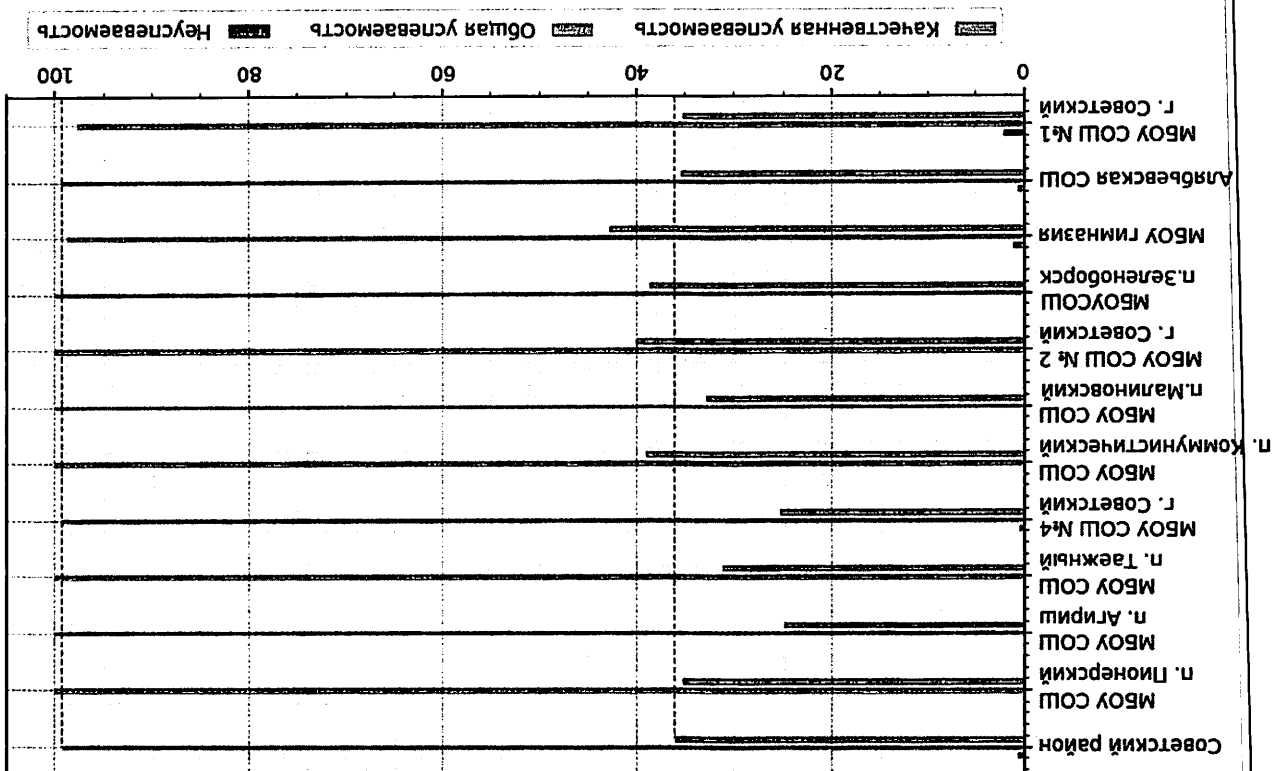 Советский район
МБОУ СОШ
п. Пионерский
МБОУ СОШ
п. Агириш
МБОУ СОШ
п. Таежный
МБОУ СОШ №4
г. Советский
МБОУ СОШ
п. Коммунистический
МБОУ СОШ
п.Малиновский
МБОУ СОШ № 2
г. Советский
МБОУСОШ
п.Зеленоборск
МБОУ гимназия
Алябьевская СОШ
МБОУ СОШ №1
г. Советский
0 20 40 60 80 100
Качественная успеваемость Общая успеваемость Неуспеваемость